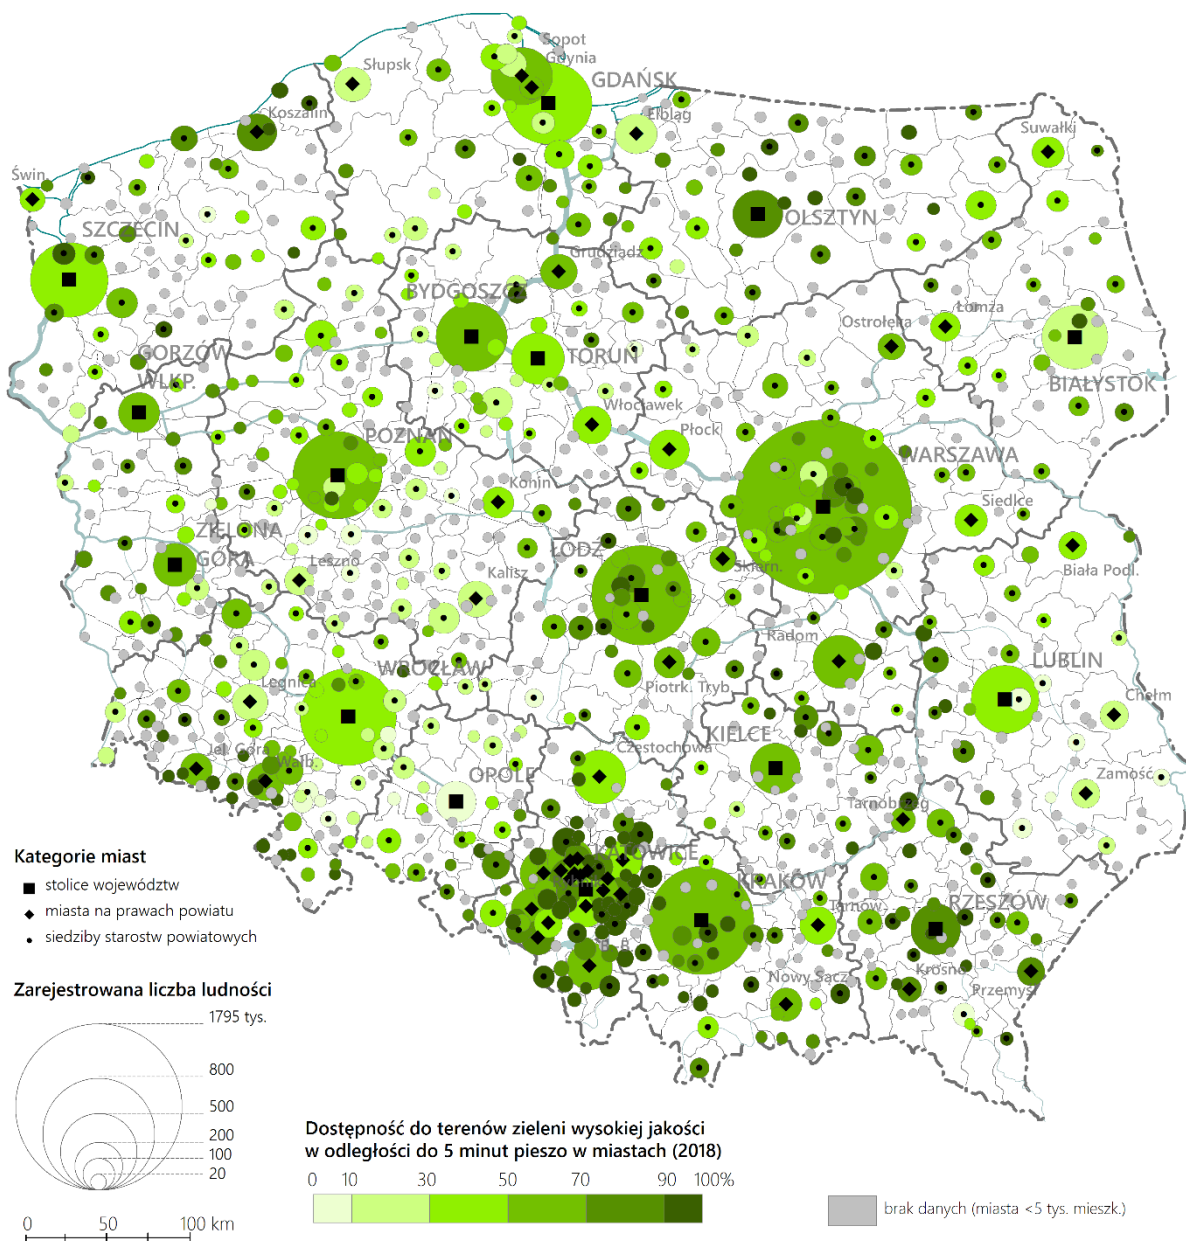 Sopot
Gdynia
Słupsk
GDAŃSK
Koszalin
Elbląg
Suwałki
Świn.
SZCZECIN
OLSZTYN
Grudziądz
BYDGOSZCZ
Łomża
Ostrołęka
GORZÓW
WLKP.
TORUŃ
BIAŁYSTOK
Włocławek
POZNAŃ
Płock
WARSZAWA
Konin
Siedlce
ZIELONA
GÓRA
ŁÓDŹ
Leszno
Kalisz
Skiern.
Biała Podl.
Radom
WROCŁAW
LUBLIN
Legnica
Piotrk. Tryb.
Chełm
KIELCE
Jel. Góra
Częstochowa
Wałb.
OPOLE
Zamość
Tarnobrzeg
KATOWICE
KRAKÓW
RZESZÓW
Tarnów
B.-B.
Nowy Sącz
Krosno
Przemyśl
Kategorie miast
stolice województw
miasta na prawach powiatu
siedziby starostw powiatowych
Zarejestrowana liczba ludności
1795 tys.
800
500
200
100
20
0 50 100 km
Dostępność do terenów zieleni wysokiej jakości
w odległości do 5 minut pieszo w miastach (2018)
0 10 30 50 70 90 100%
brak danych (miasta <5 tys. mieszk.)